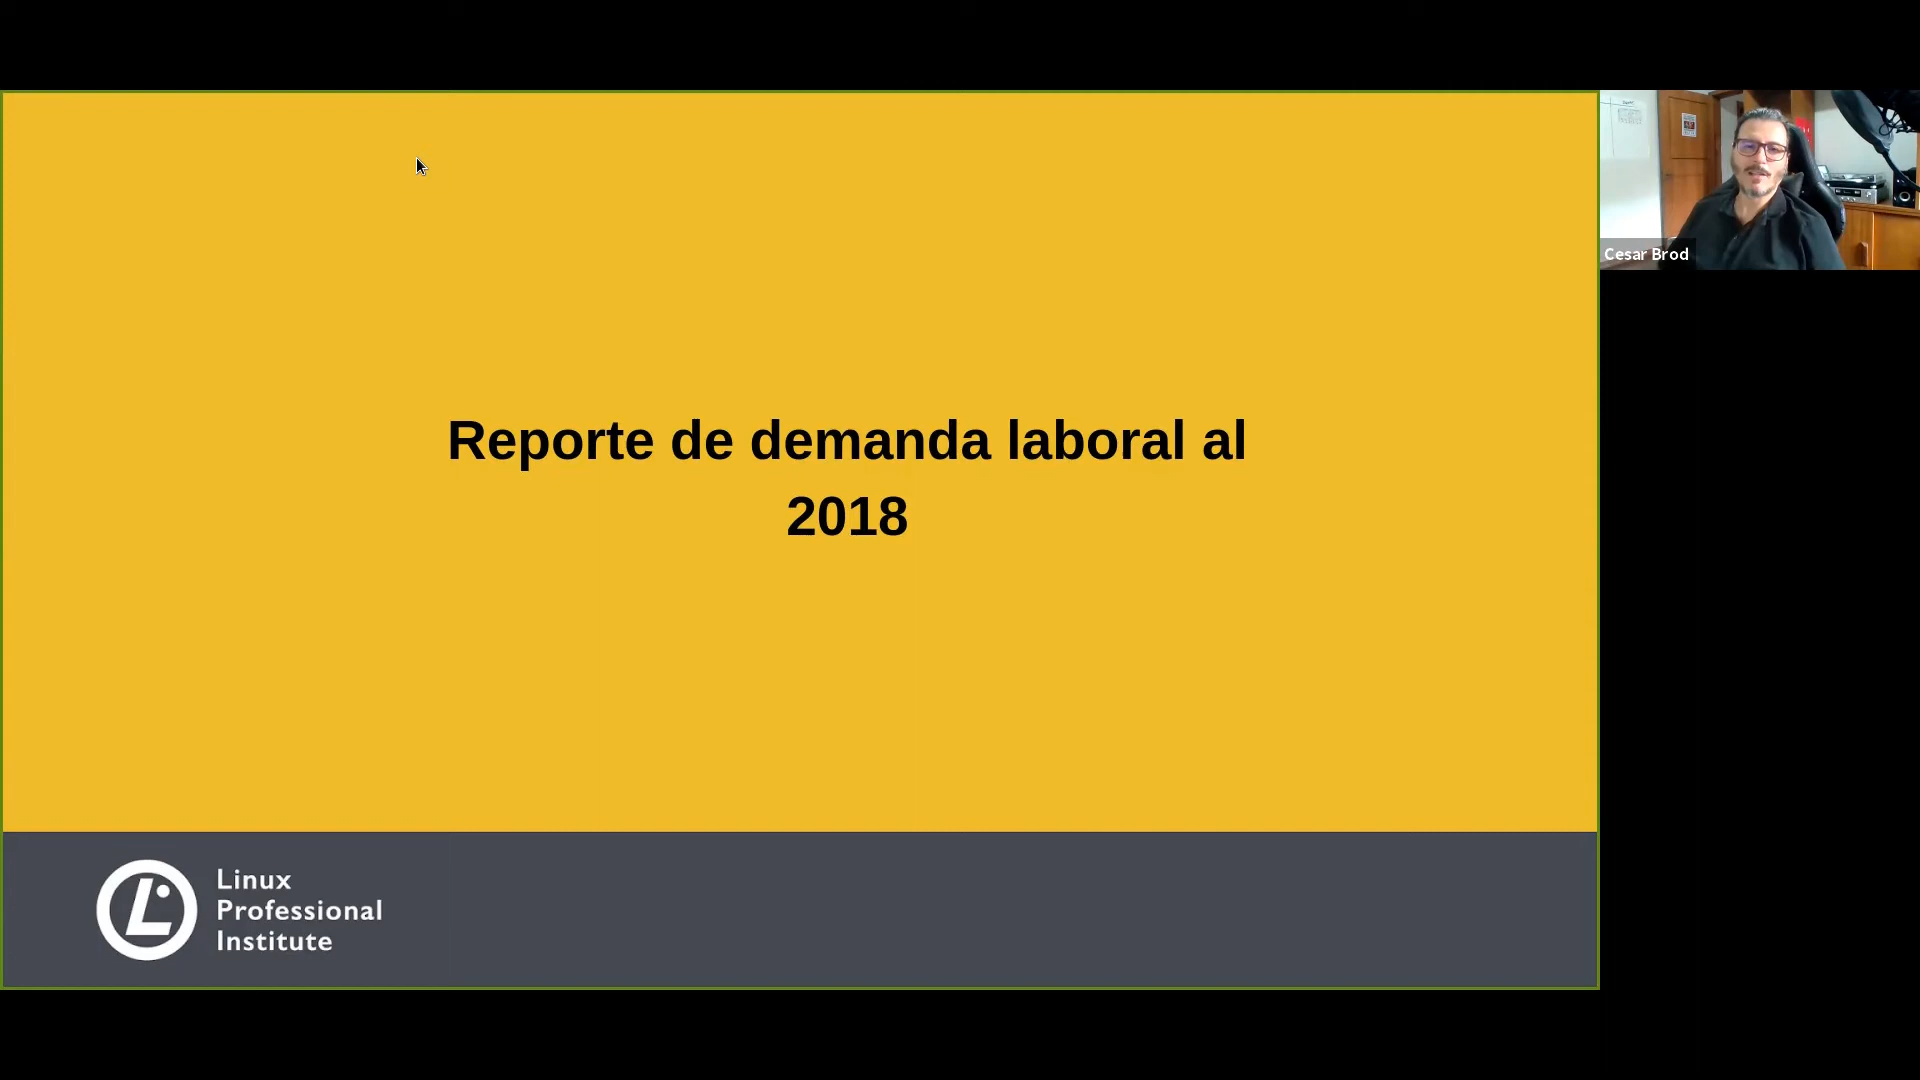 Reporte de demanda laboral al
2018
Cesar Brod
Linux
Professional
Institute